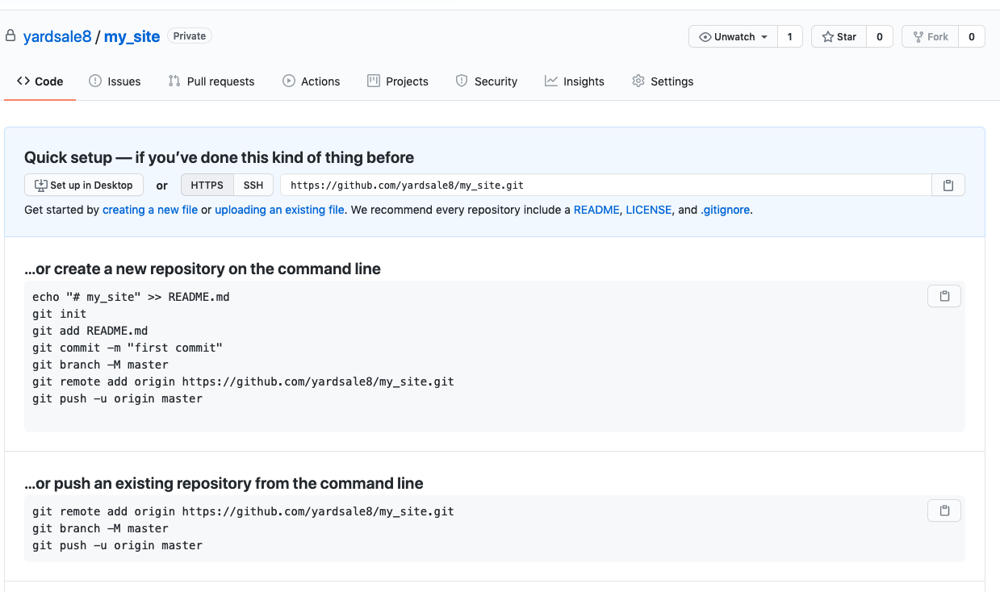 yardsale8 / my_site Private Unwatch 1 Star 0 Fork 0
Code Issues Pull requests Actions Projects Security Insights Settings
Quick setup — if you’ve done this kind of thing before
Set up in Desktop or HTTPS SSH https://github.com/yardsale8/my_site.git
Get started by creating a new file or uploading an existing file. We recommend every repository include a README, LICENSE, and .gitignore.
…or create a new repository on the command line
echo "# my_site" >> README.md
git init
git add README.md
git commit -m "first commit"
git branch -M master
git remote add origin https://github.com/yardsale8/my_site.git
git push -u origin master
…or push an existing repository from the command line
git remote add origin https://github.com/yardsale8/my_site.git
git branch -M master
git push -u origin master